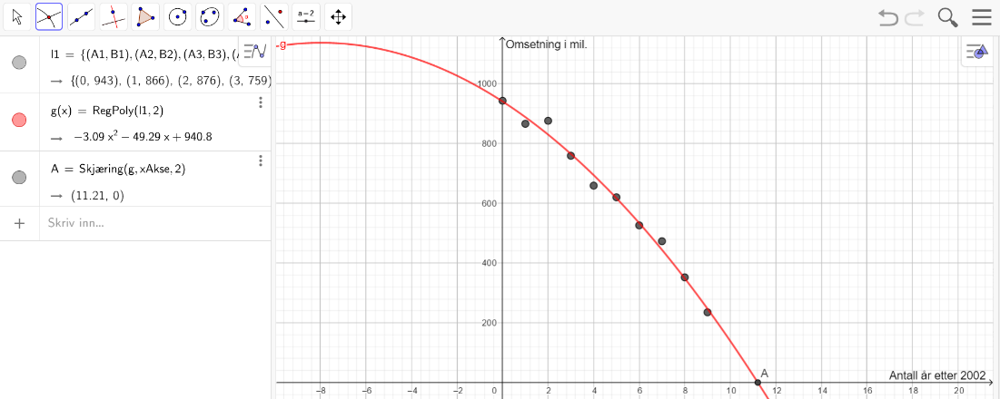 a=2
l1 = {(A1, B1), (A2, B2), (A3, B3), (A
→ {(0, 943), (1, 866), (2, 876), (3, 759)
g(x) = RegPoly(l1, 2)
→ −3.09 x² − 49.29 x + 940.8
A = Skjæring(g, xAkse, 2)
→ (11.21, 0)
+ Skriv inn...
g
Omsetning i mil.
1000
800
600
400
200
A
Antall år etter 2002
−8 −6 −4 −2 0 2 4 6 8 10 12 14 16 18 20